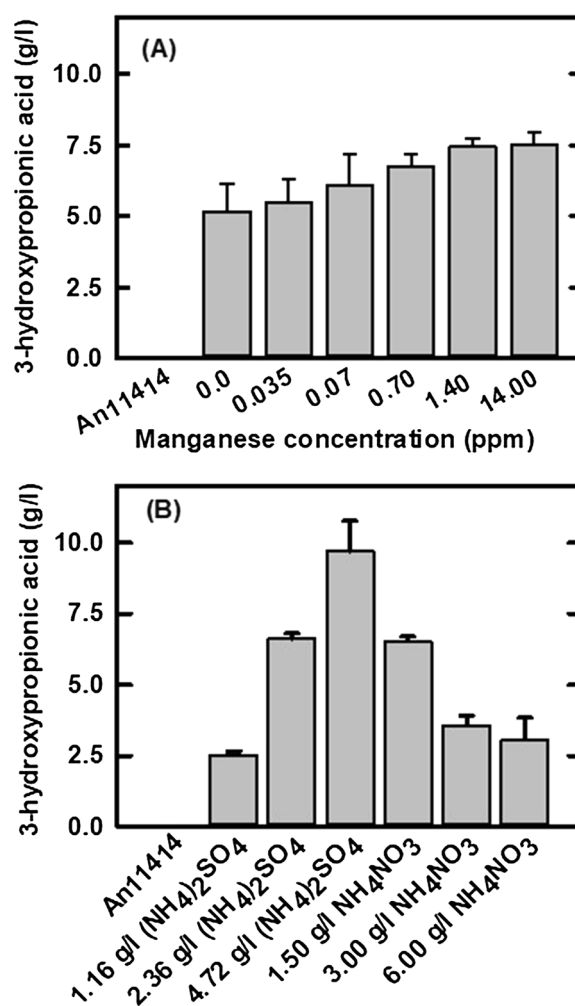 (A)
3-hydroxypropionic acid (g/l)
10.0
7.5
5.0
2.5
0.0
An11414
0.0
0.035
0.07
0.70
1.40
14.00
Manganese concentration (ppm)
(B)
3-hydroxypropionic acid (g/l)
10.0
7.5
5.0
2.5
0.0
An11414
1.16 g/l (NH4)2SO4
2.36 g/l (NH4)2SO4
4.72 g/l (NH4)2SO4
1.50 g/l NH4NO3
3.00 g/l NH4NO3
6.00 g/l NH4NO3